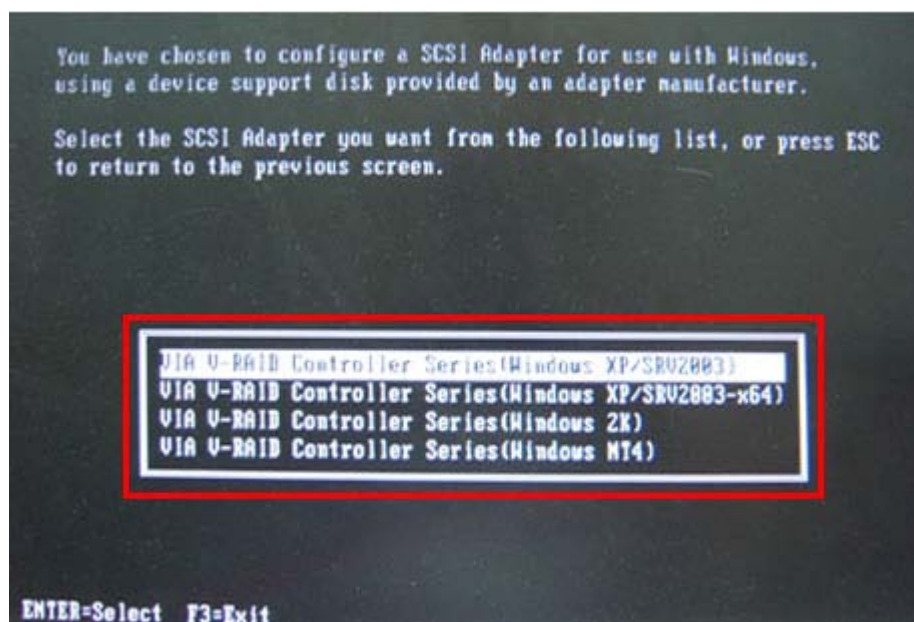 You have chosen to configure a SCSI Adapter for use with Windows,
using a device support disk provided by an adapter manufacturer.
Select the SCSI Adapter you want from the following list, or press ESC
to return to the previous screen.
VIA V-RAID Controller Series(Windows XP/SRV2003)
VIA V-RAID Controller Series(Windows XP/SRV2003-x64)
VIA V-RAID Controller Series(Windows 2K)
VIA V-RAID Controller Series(Windows NT4)
ENTER=Select F3=Exit